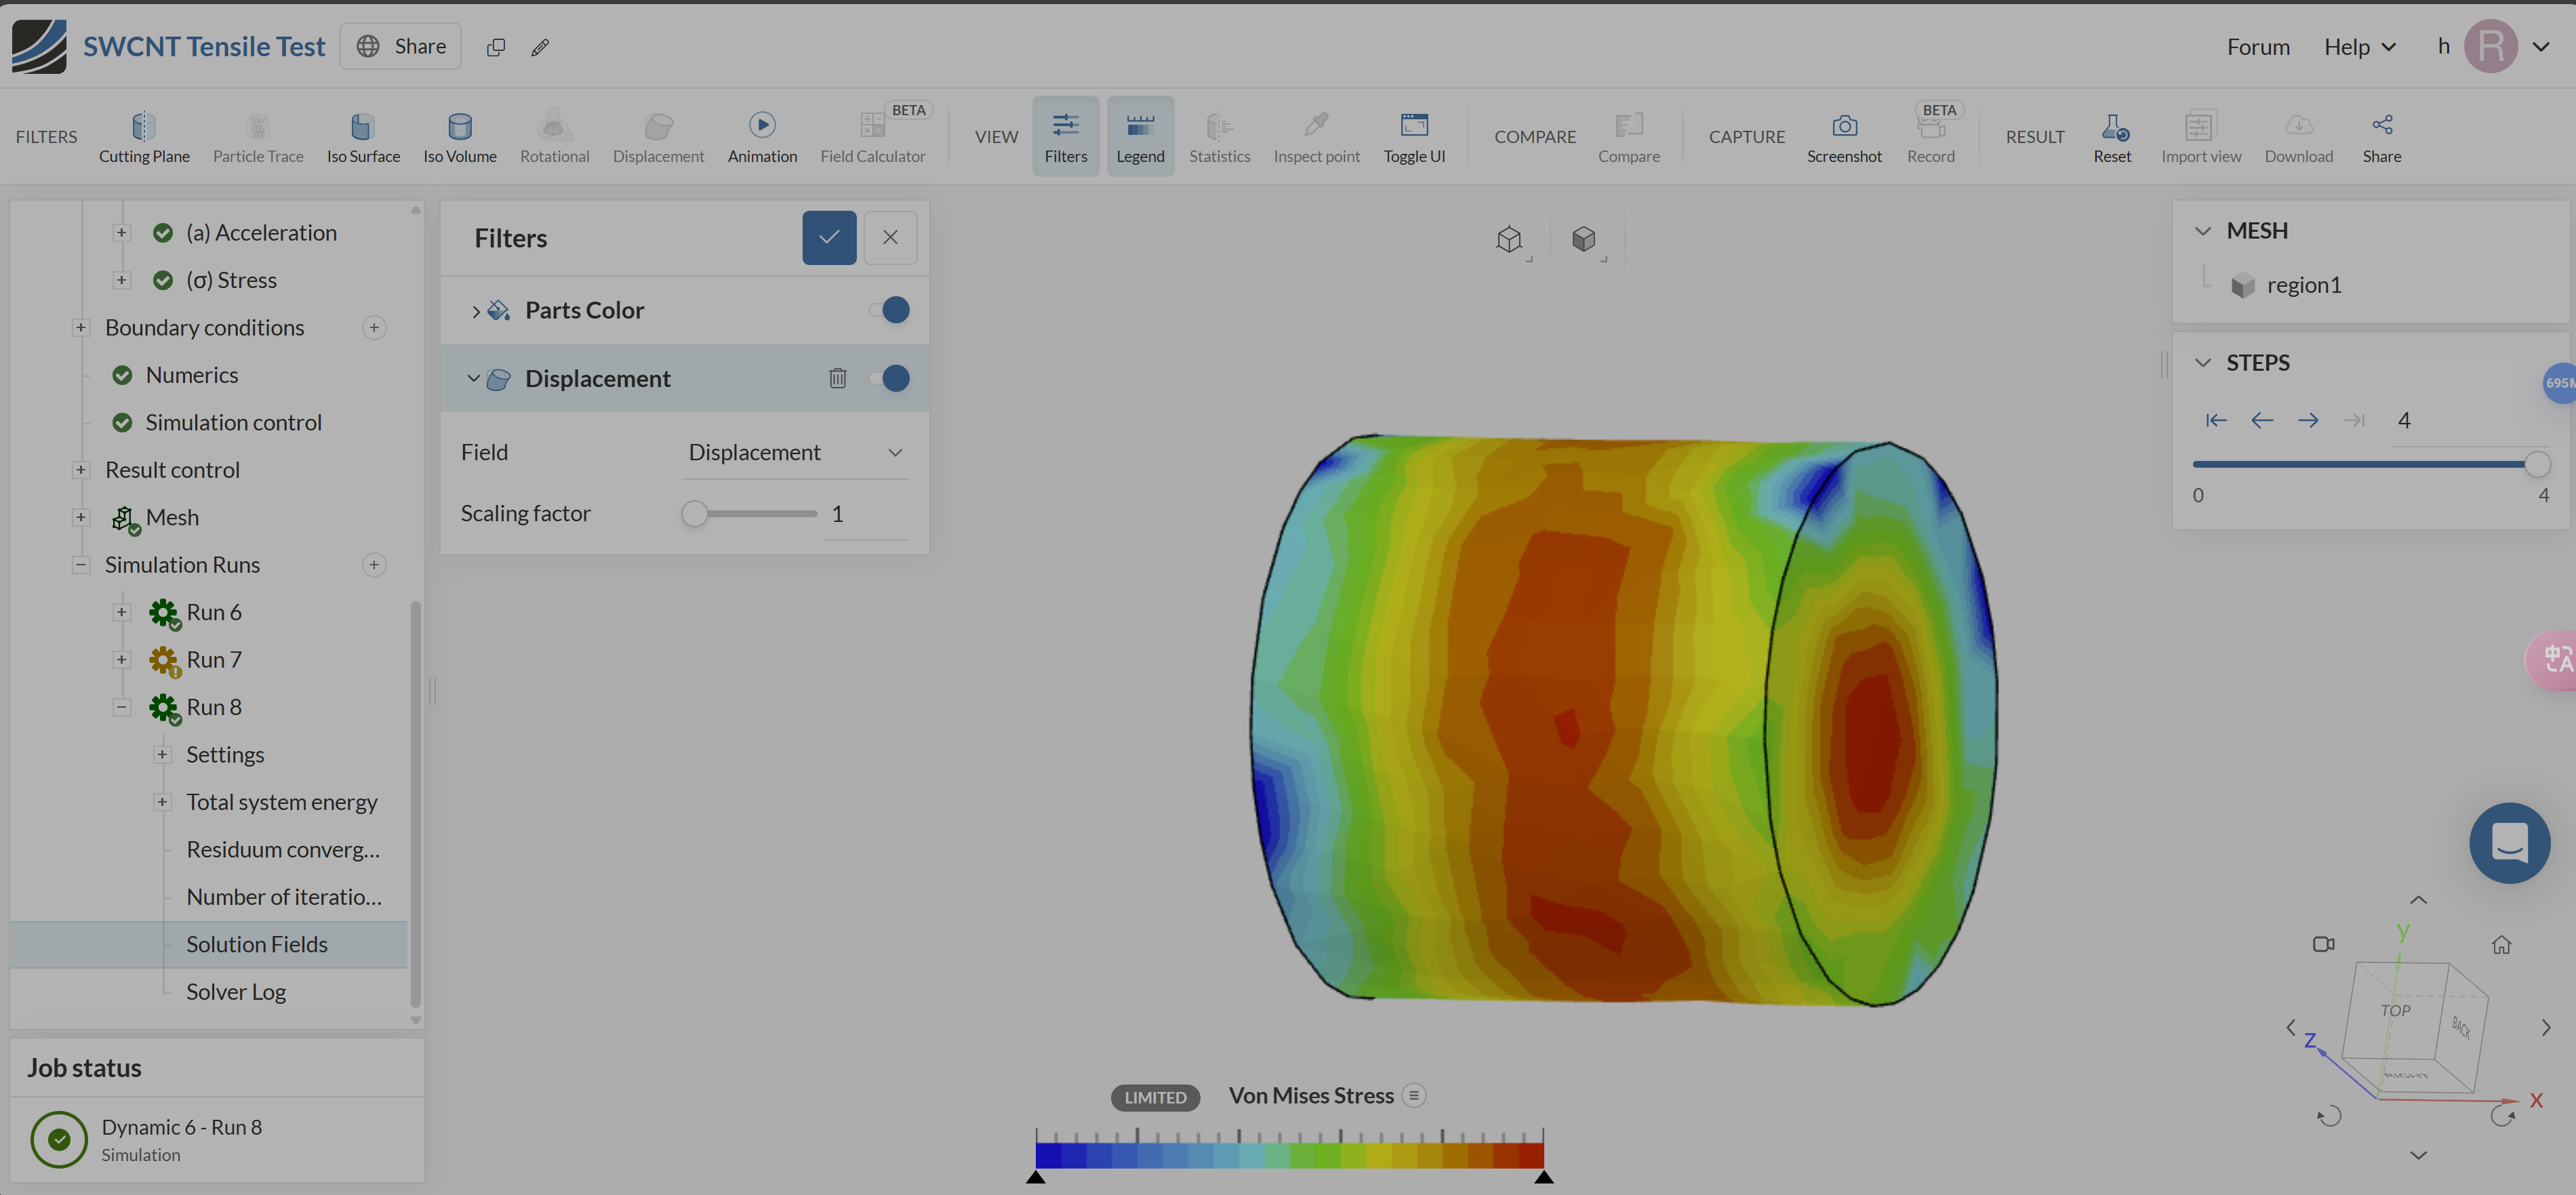 SWCNT Tensile Test
Share
Forum
Help
h
R
FILTERS
Cutting Plane
Particle Trace
Iso Surface
Iso Volume
Rotational
Displacement
Animation
BETA
Field Calculator
VIEW
Filters
Legend
Statistics
Inspect point
Toggle UI
COMPARE
Compare
CAPTURE
Screenshot
BETA
Record
RESULT
Reset
Import view
Download
Share
(a) Acceleration
(σ) Stress
Boundary conditions
Numerics
Simulation control
Result control
Mesh
Simulation Runs
Run 6
Run 7
Run 8
Settings
Total system energy
Residuum converg...
Number of iteratio...
Solution Fields
Solver Log
Job status
Dynamic 6 - Run 8
Simulation
Filters
Parts Color
Displacement
Field
Displacement
Scaling factor
1
LIMITED
Von Mises Stress
MESH
region1
STEPS
4
0
4
695M
中A
y
TOP
BACK
RIGHT
z
x